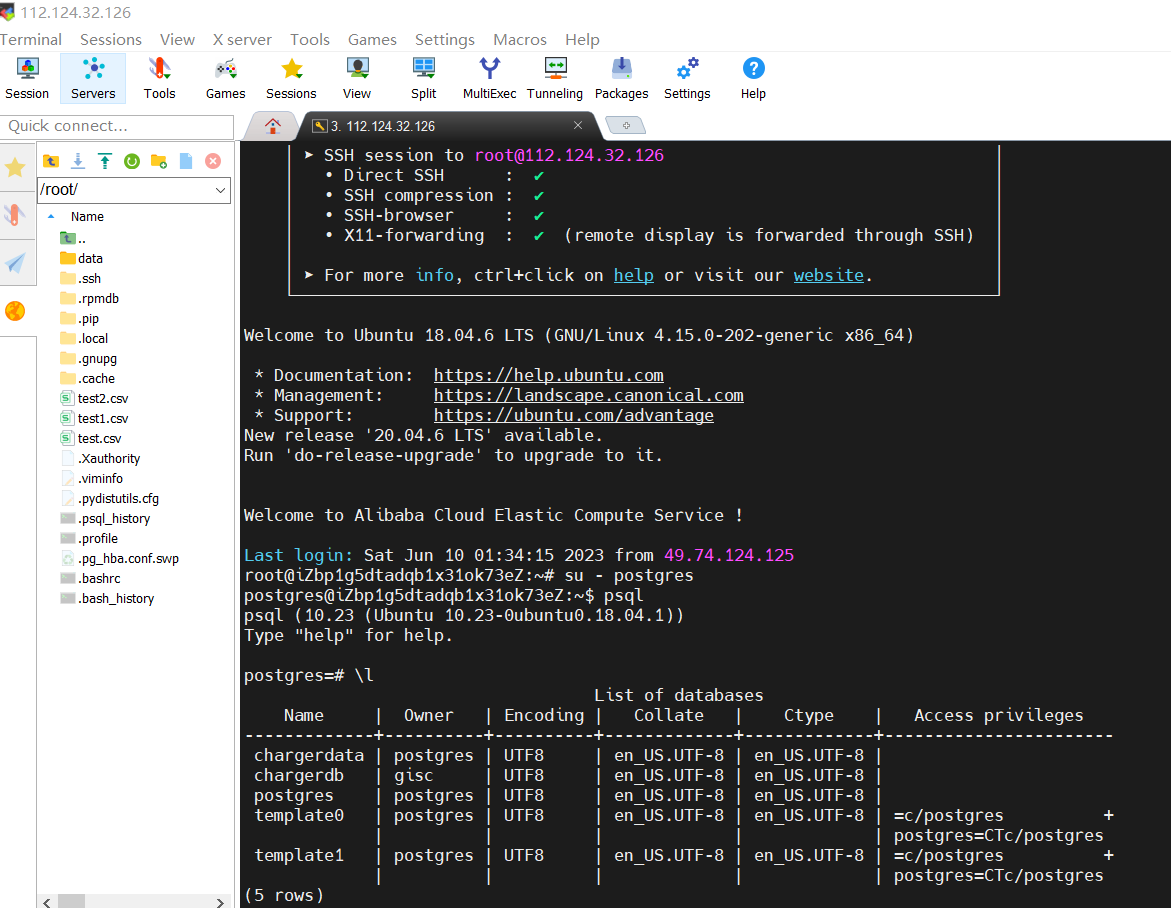 112.124.32.126
Terminal Sessions View X server Tools Games Settings Macros Help
Session Servers Tools Games Sessions View Split MultiExec Tunneling Packages Settings Help
Quick connect...
3. 112.124.32.126
/root/
Name
..
data
.ssh
.rpmdb
.pip
.local
.gnupg
.cache
test2.csv
test1.csv
test.csv
.Xauthority
.viminfo
.pydistutils.cfg
.psql_history
.profile
.pg_hba.conf.swp
.bashrc
.bash_history
➤ SSH session to root@112.124.32.126
• Direct SSH : ✔
• SSH compression : ✔
• SSH-browser : ✔
• X11-forwarding : ✔ (remote display is forwarded through SSH)
➤ For more info, ctrl+click on help or visit our website.
Welcome to Ubuntu 18.04.6 LTS (GNU/Linux 4.15.0-202-generic x86_64)
* Documentation: https://help.ubuntu.com
* Management: https://landscape.canonical.com
* Support: https://ubuntu.com/advantage
New release '20.04.6 LTS' available.
Run 'do-release-upgrade' to upgrade to it.
Welcome to Alibaba Cloud Elastic Compute Service !
Last login: Sat Jun 10 01:34:15 2023 from 49.74.124.125
root@iZbp1g5dtadqb1x31ok73eZ:~# su - postgres
postgres@iZbp1g5dtadqb1x31ok73eZ:~$ psql
psql (10.23 (Ubuntu 10.23-0ubuntu0.18.04.1))
Type "help" for help.
postgres=# \l
List of databases
Name | Owner | Encoding | Collate | Ctype | Access privileges
-------------+----------+----------+-------------+-------------+-----------------------
chargerdata | postgres | UTF8 | en_US.UTF-8 | en_US.UTF-8 |
chargerdb | gisc | UTF8 | en_US.UTF-8 | en_US.UTF-8 |
postgres | postgres | UTF8 | en_US.UTF-8 | en_US.UTF-8 |
template0 | postgres | UTF8 | en_US.UTF-8 | en_US.UTF-8 | =c/postgres +
| | | | | postgres=CTc/postgres
template1 | postgres | UTF8 | en_US.UTF-8 | en_US.UTF-8 | =c/postgres +
| | | | | postgres=CTc/postgres
(5 rows)